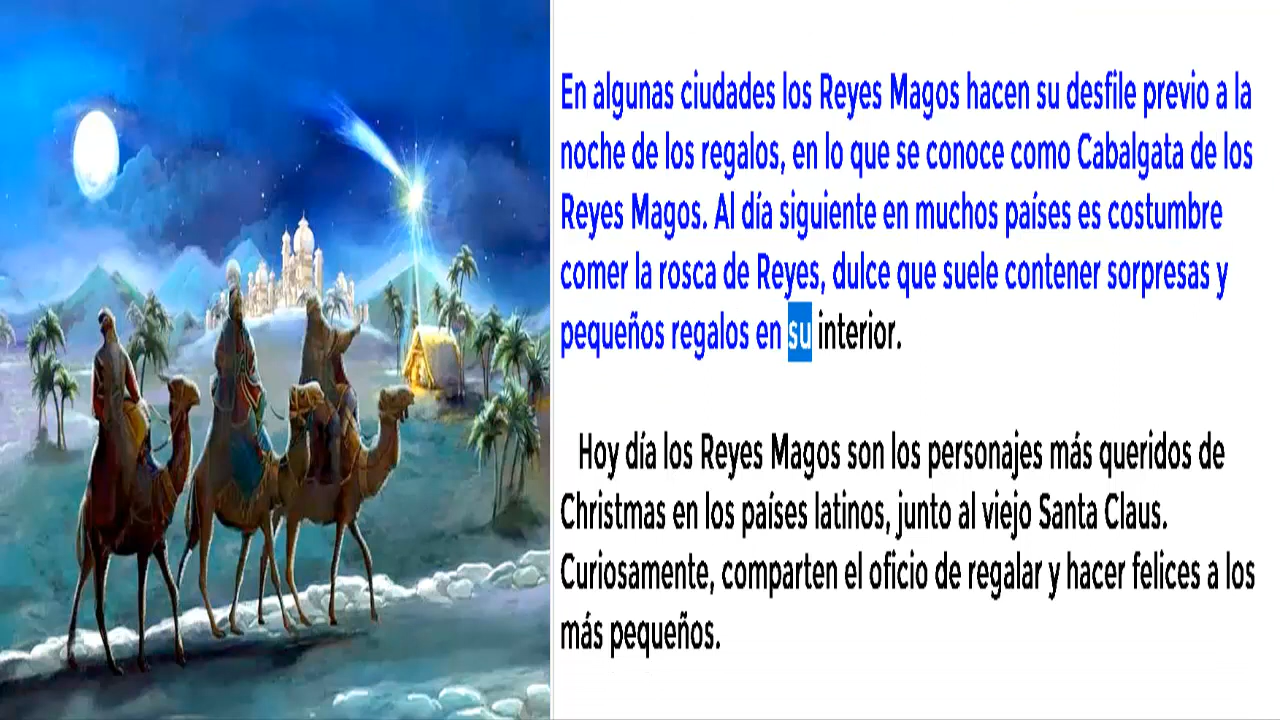 En algunas ciudades los Reyes Magos hacen su desfile previo a la
noche de los regalos, en lo que se conoce como Cabalgata de los
Reyes Magos. Al día siguiente en muchos países es costumbre
comer la rosca de Reyes, dulce que suele contener sorpresas y
pequeños regalos en su interior.
Hoy día los Reyes Magos son los personajes más queridos de
Christmas en los países latinos, junto al viejo Santa Claus.
Curiosamente, comparten el oficio de regalar y hacer felices a los
más pequeños.